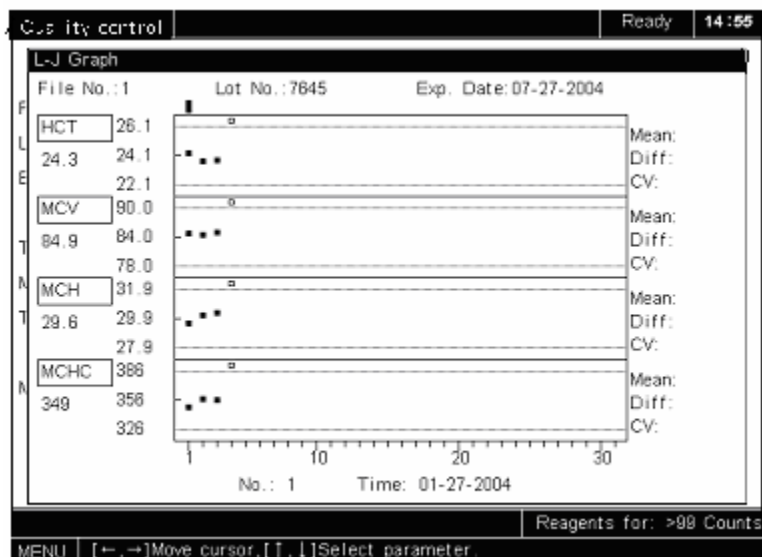 Quality control Ready 14:55
L-J Graph
File No.:1 Lot No.:7645 Exp. Date:07-27-2004
HCT 26.1 Mean:
24.3 24.1 Diff:
22.1 CV:
MCV 90.0 Mean:
84.9 84.0 Diff:
78.0 CV:
MCH 31.9 Mean:
29.6 29.9 Diff:
27.9 CV:
MCHC 386 Mean:
349 356 Diff:
326 CV:
1 10 20 30
No.: 1 Time: 01-27-2004
Reagents for: >99 Counts
MENU [←,→]Move cursor,[↑,↓]Select parameter.